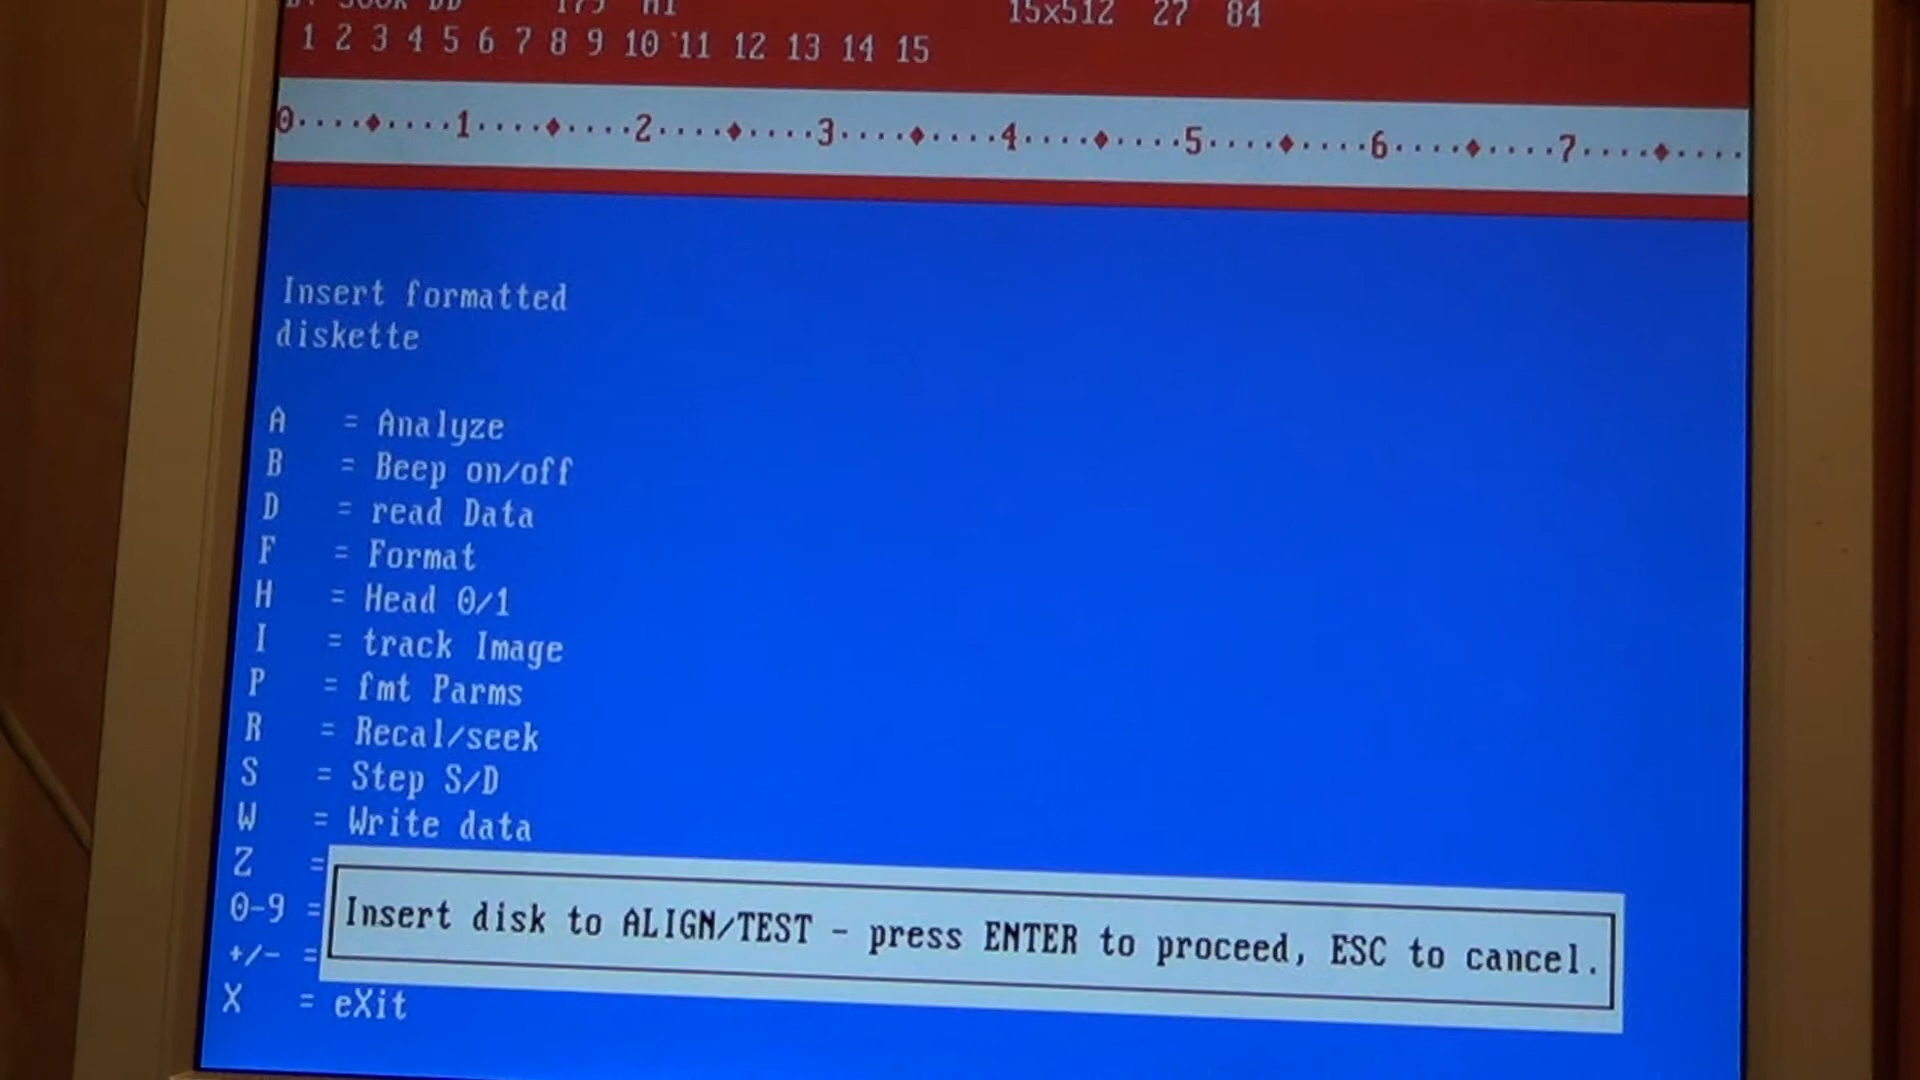 15x512 27 84
1 2 3 4 5 6 7 8 9 10 11 12 13 14 15
0····♦····1····♦····2····♦····3····♦····4····♦····5····♦····6····♦····7····♦····
Insert formatted
diskette
A = Analyze
B = Beep on/off
D = read Data
F = Format
H = Head 0/1
I = track Image
P = fmt Parms
R = Recal/seek
S = Step S/D
W = Write data
Z =
0-9 =
+/- =
Insert disk to ALIGN/TEST - press ENTER to proceed, ESC to cancel.
X = eXit